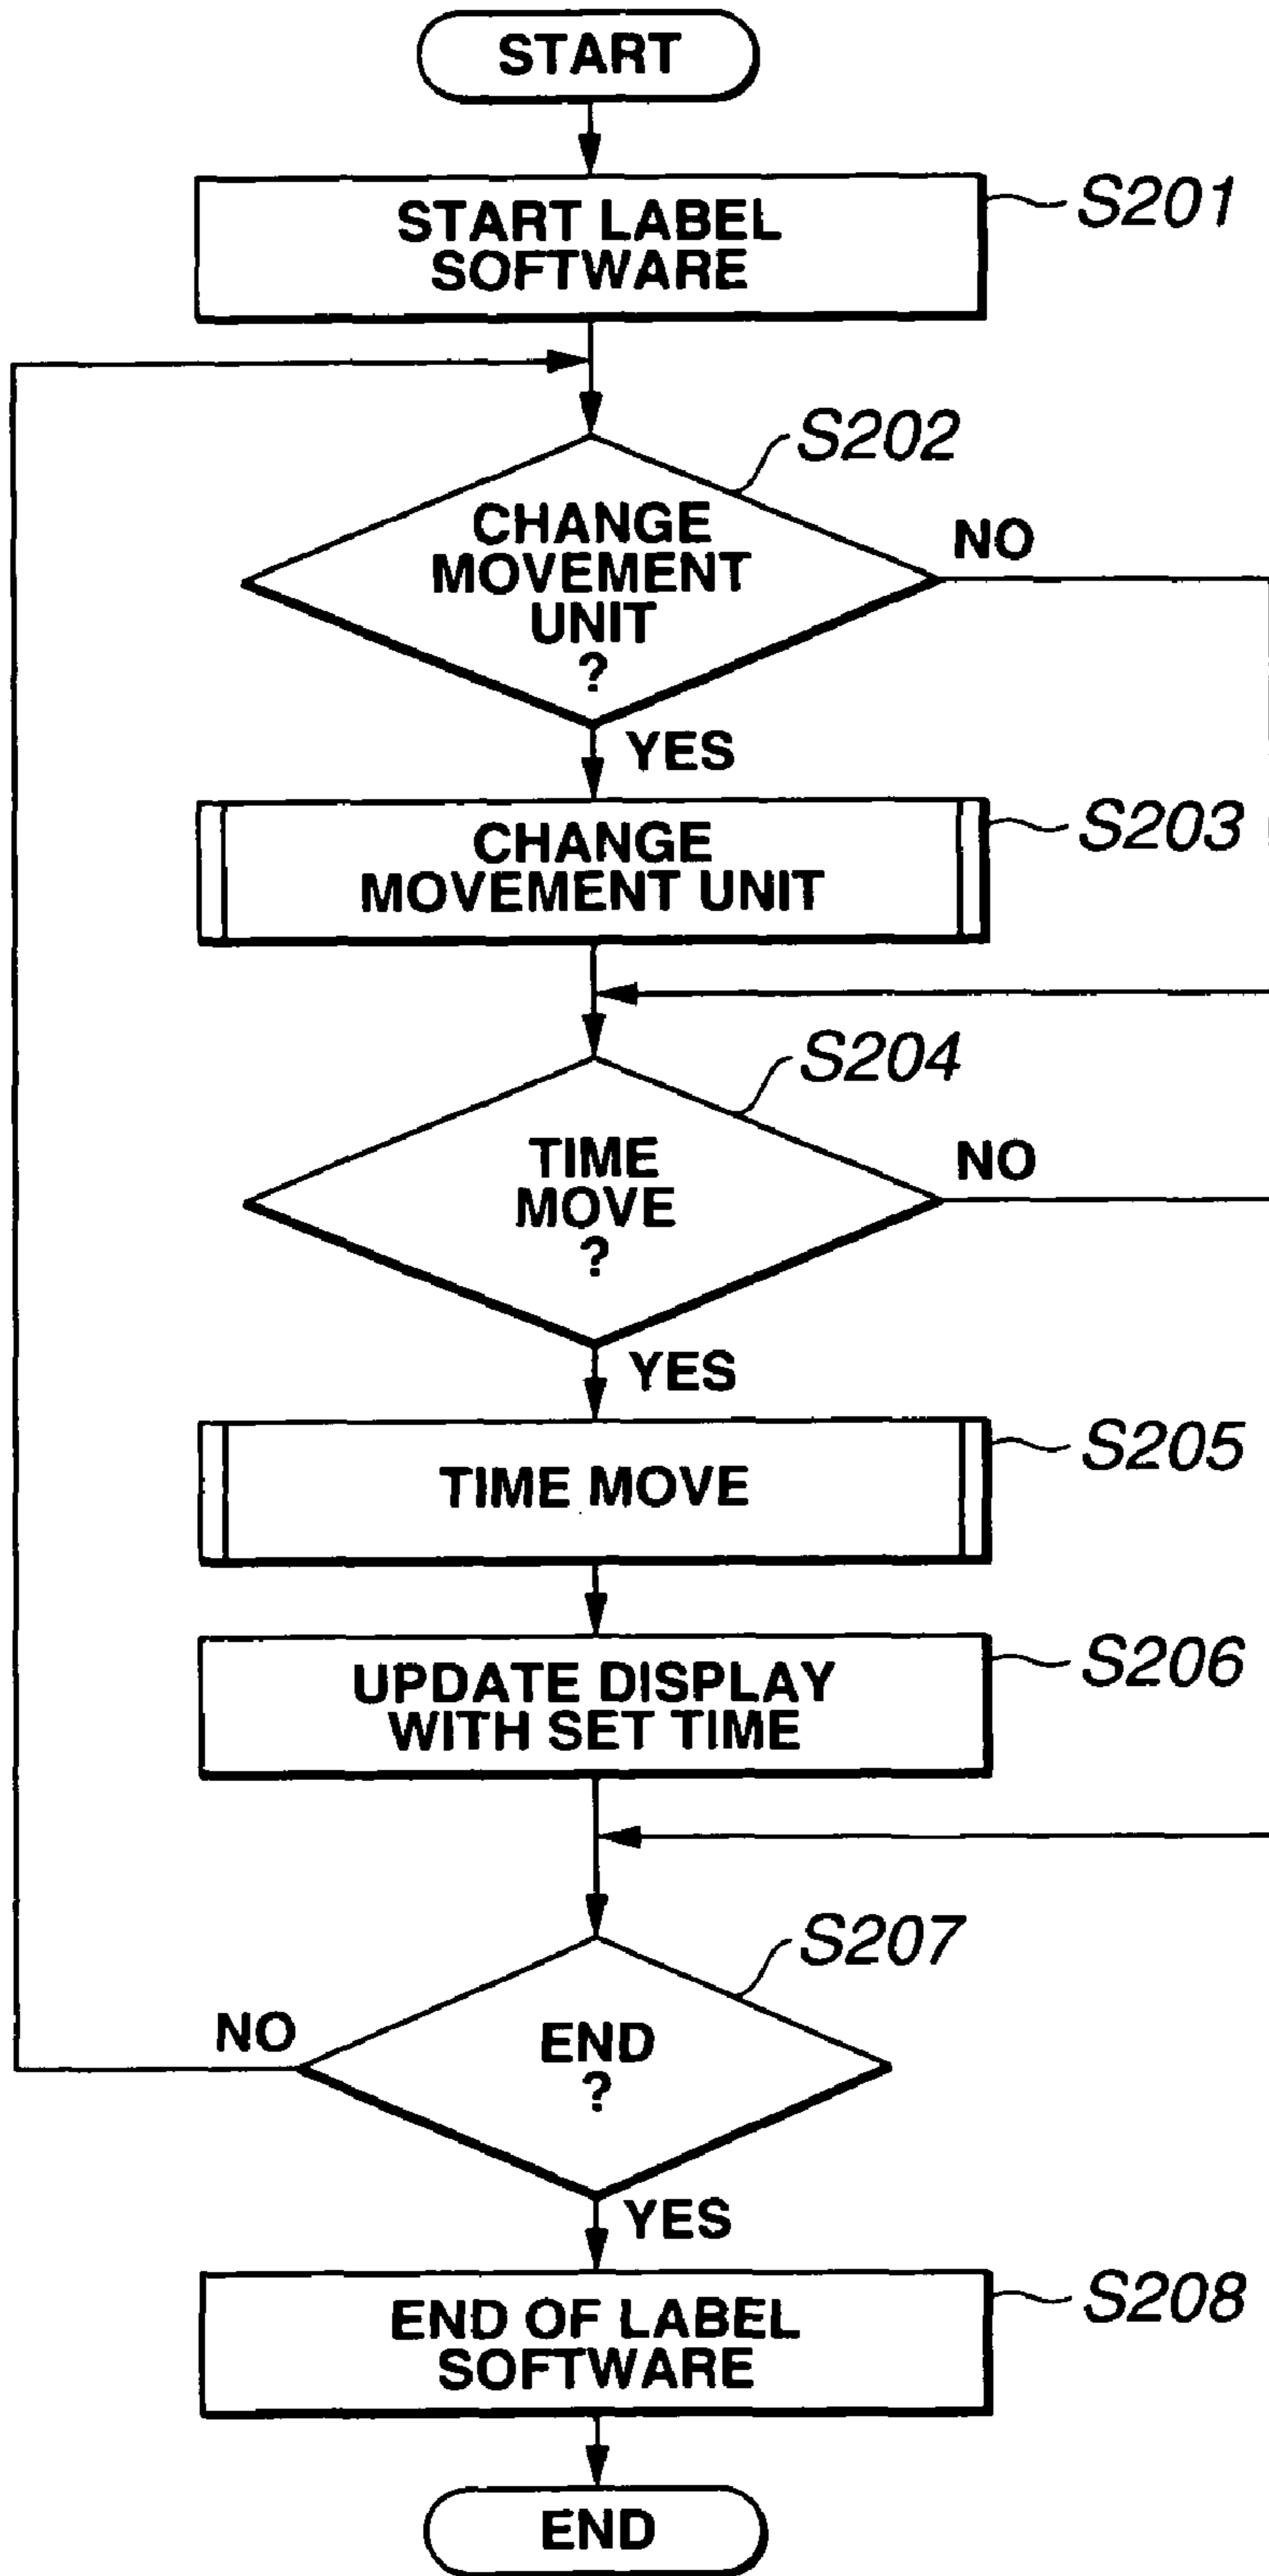 START
START LABEL
SOFTWARE
S201
S202
CHANGE
MOVEMENT
UNIT
?
NO
YES
CHANGE
MOVEMENT UNIT
S203
S204
TIME
MOVE
?
NO
YES
TIME MOVE
S205
UPDATE DISPLAY
WITH SET TIME
S206
S207
END
?
NO
YES
END OF LABEL
SOFTWARE
S208
END